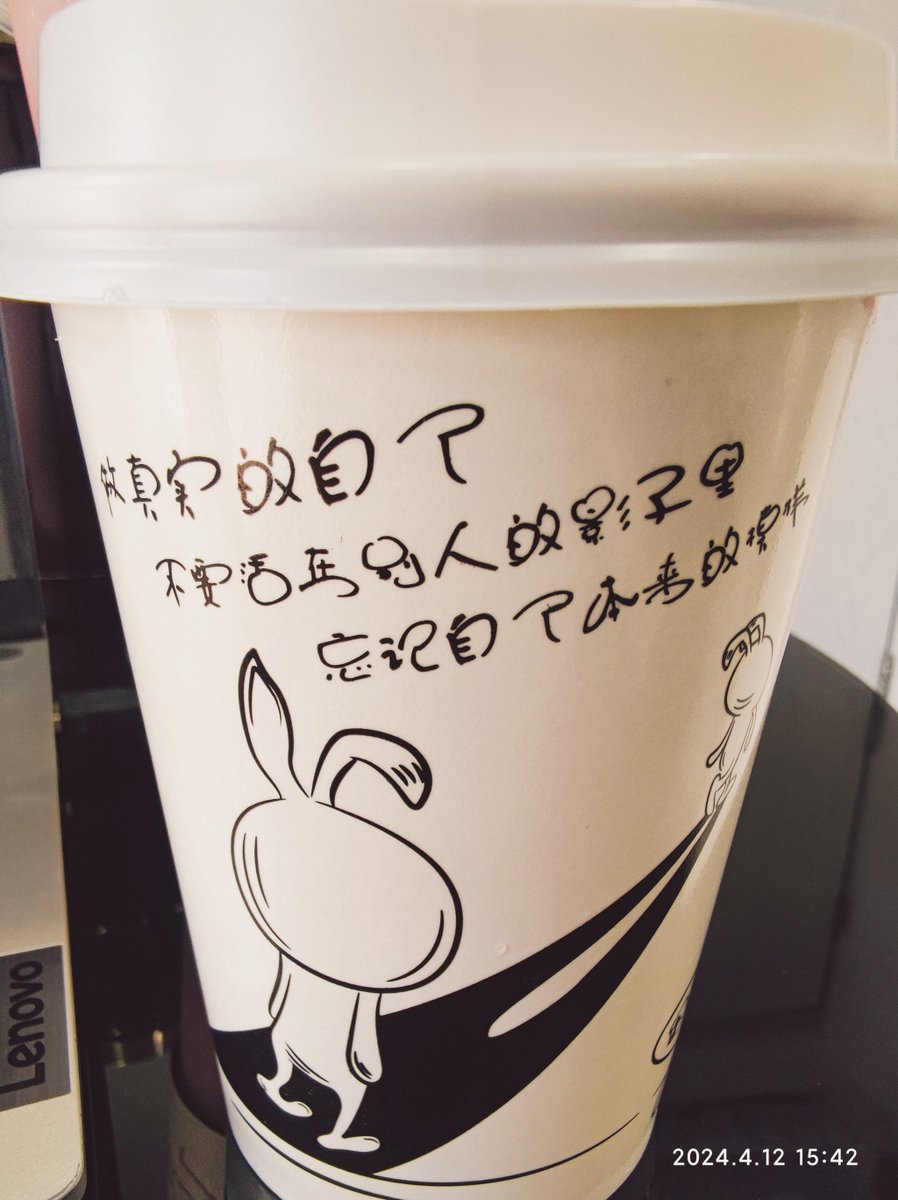 做真实的自己
不要活在别人的影子里
忘记自己本来的模样
Lenovo
2024.4.12 15:42